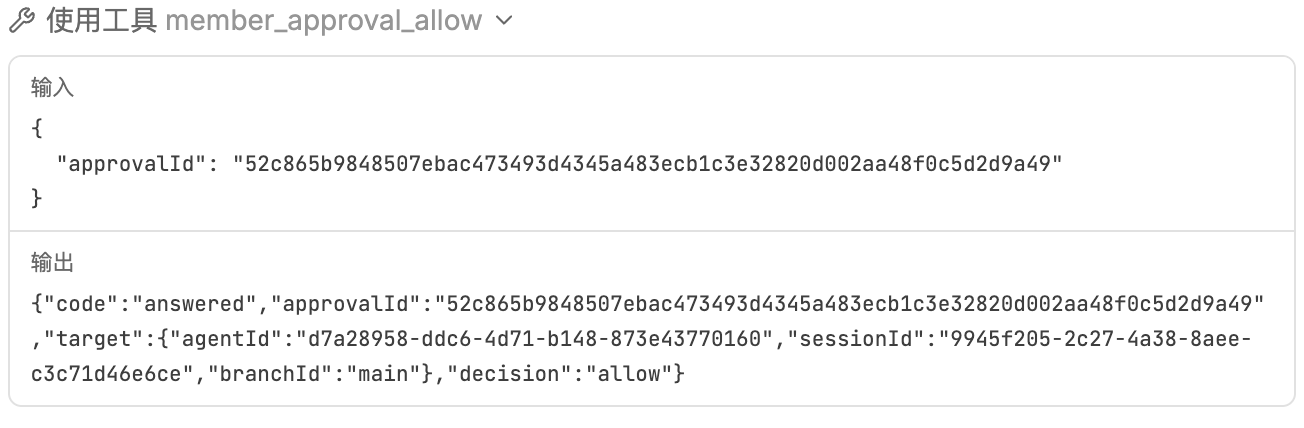 使用工具 member_approval_allow
输入
{
"approvalId": "52c865b9848507ebac473493d4345a483ecb1c3e32820d002aa48f0c5d2d9a49"
}
输出
{"code":"answered","approvalId":"52c865b9848507ebac473493d4345a483ecb1c3e32820d002aa48f0c5d2d9a49"
,"target":{"agentId":"d7a28958-ddc6-4d71-b148-873e43770160","sessionId":"9945f205-2c27-4a38-8aee-
c3c71d46e6ce","branchId":"main"},"decision":"allow"}